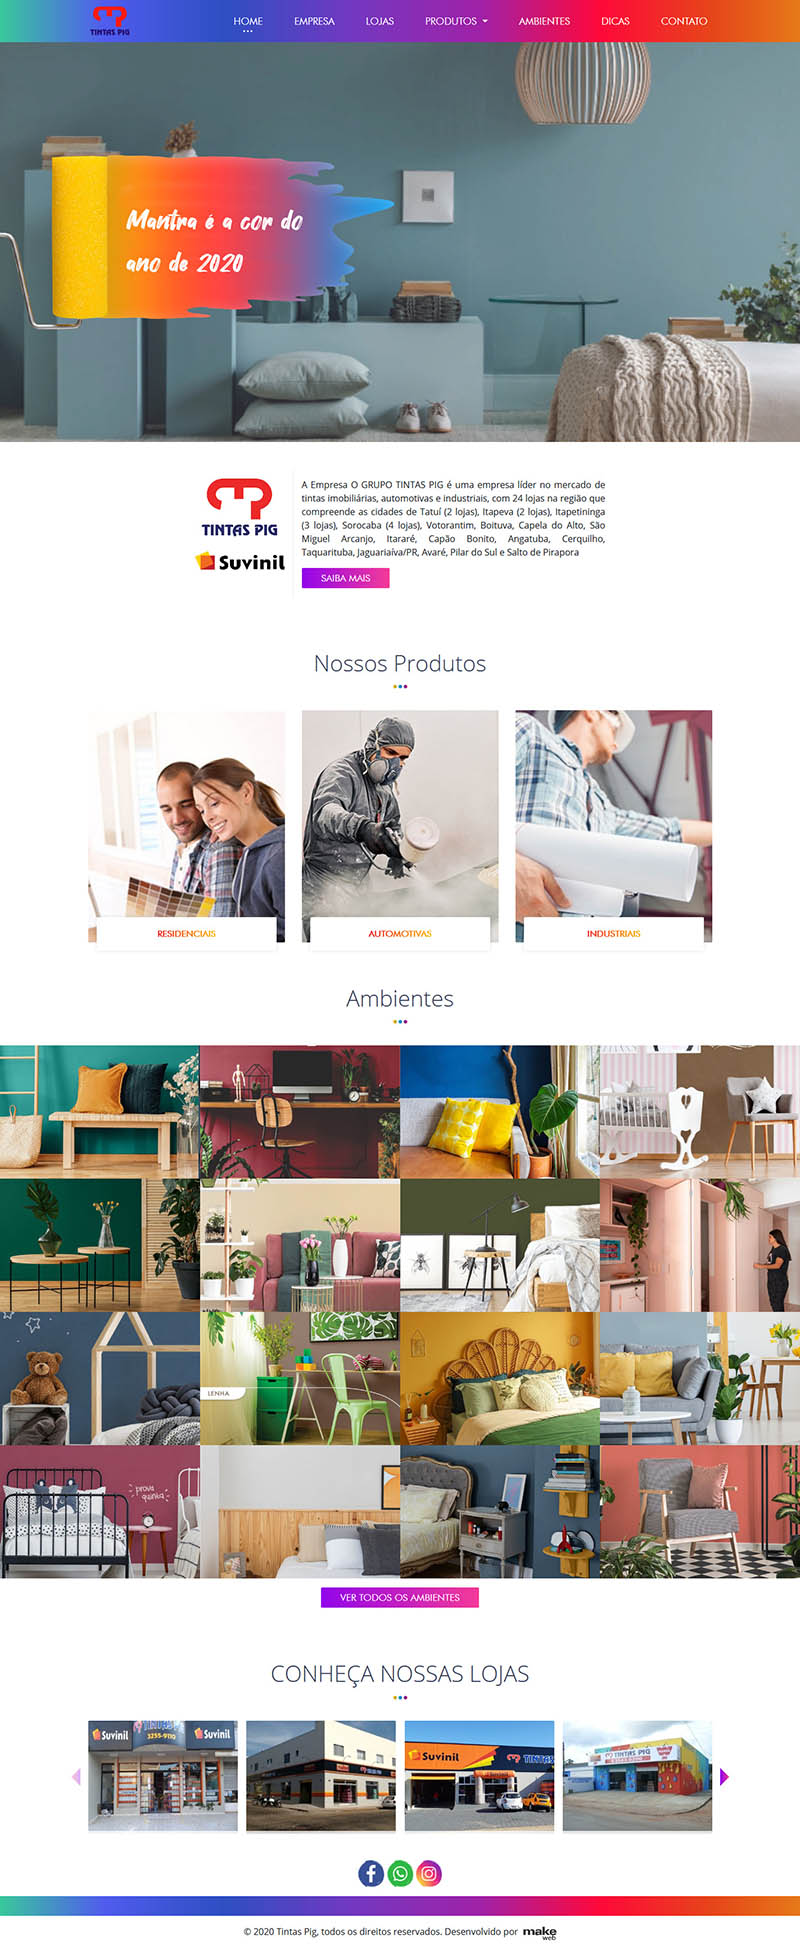 TINTAS PIG
HOME EMPRESA LOJAS PRODUTOS AMBIENTES DICAS CONTATO
Mantra é a cor do
ano de 2020
TINTAS PIG
Suvinil
A Empresa O GRUPO TINTAS PIG é uma empresa líder no mercado de
tintas imobiliárias, automotivas e industriais, com 24 lojas na região que
compreende as cidades de Tatuí (2 lojas), Itapeva (2 lojas), Itapetininga
(3 lojas), Sorocaba (4 lojas), Votorantim, Boituva, Capela do Alto, São
Miguel Arcanjo, Itararé, Capão Bonito, Angatuba, Cerquilho,
Taquarituba, Jaguariaíva/PR, Avaré, Pilar do Sul e Salto de Pirapora
SAIBA MAIS
Nossos Produtos
RESIDENCIAIS
AUTOMOTIVAS
INDUSTRIAIS
Ambientes
LENHA
prova
quinta
VER TODOS OS AMBIENTES
CONHEÇA NOSSAS LOJAS
Suvinil TINTAS Suvinil
3255-9110
Suvinil TINTAS
TINTAS PIG
© 2020 Tintas Pig, todos os direitos reservados. Desenvolvido por make
web